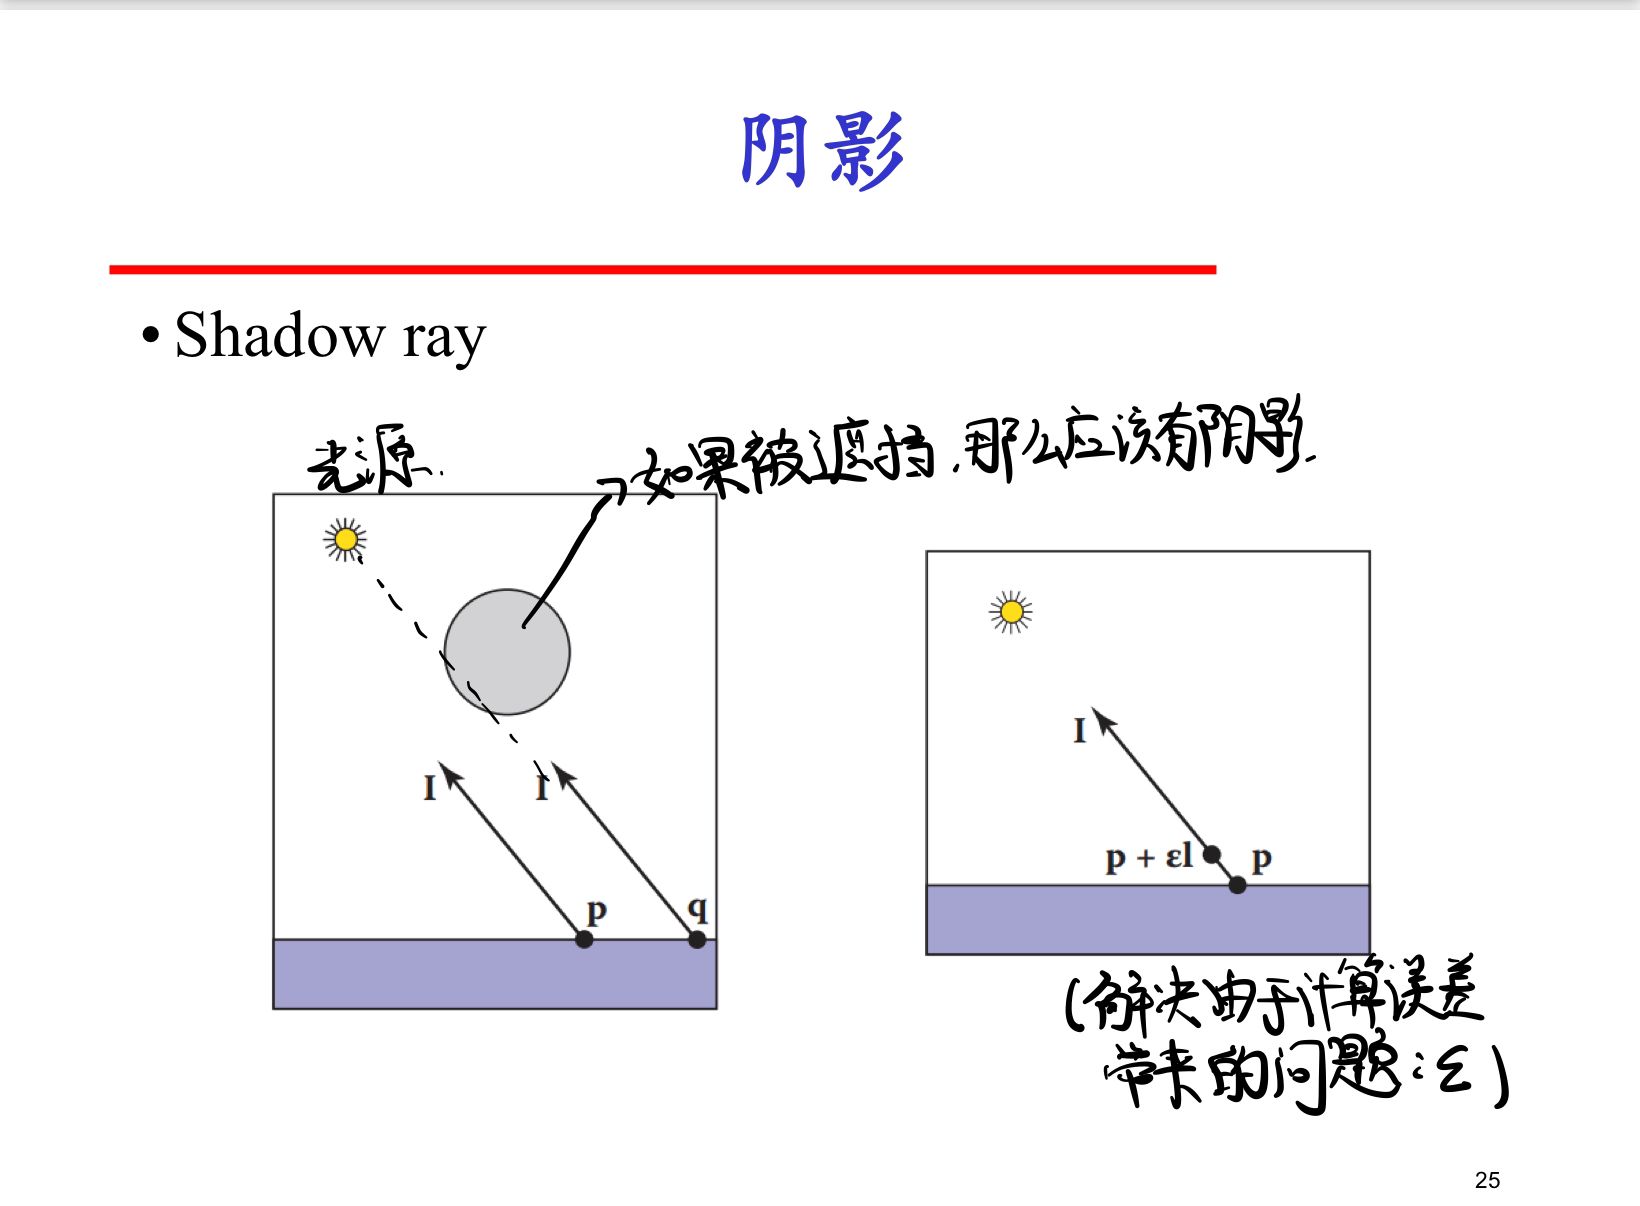 阴影
• Shadow ray
光源.
如果被遮挡,那么应该有阴影.
I
I
p
q
I
p + εl
p
(解决由于计算误差
带来的问题:ε)
25